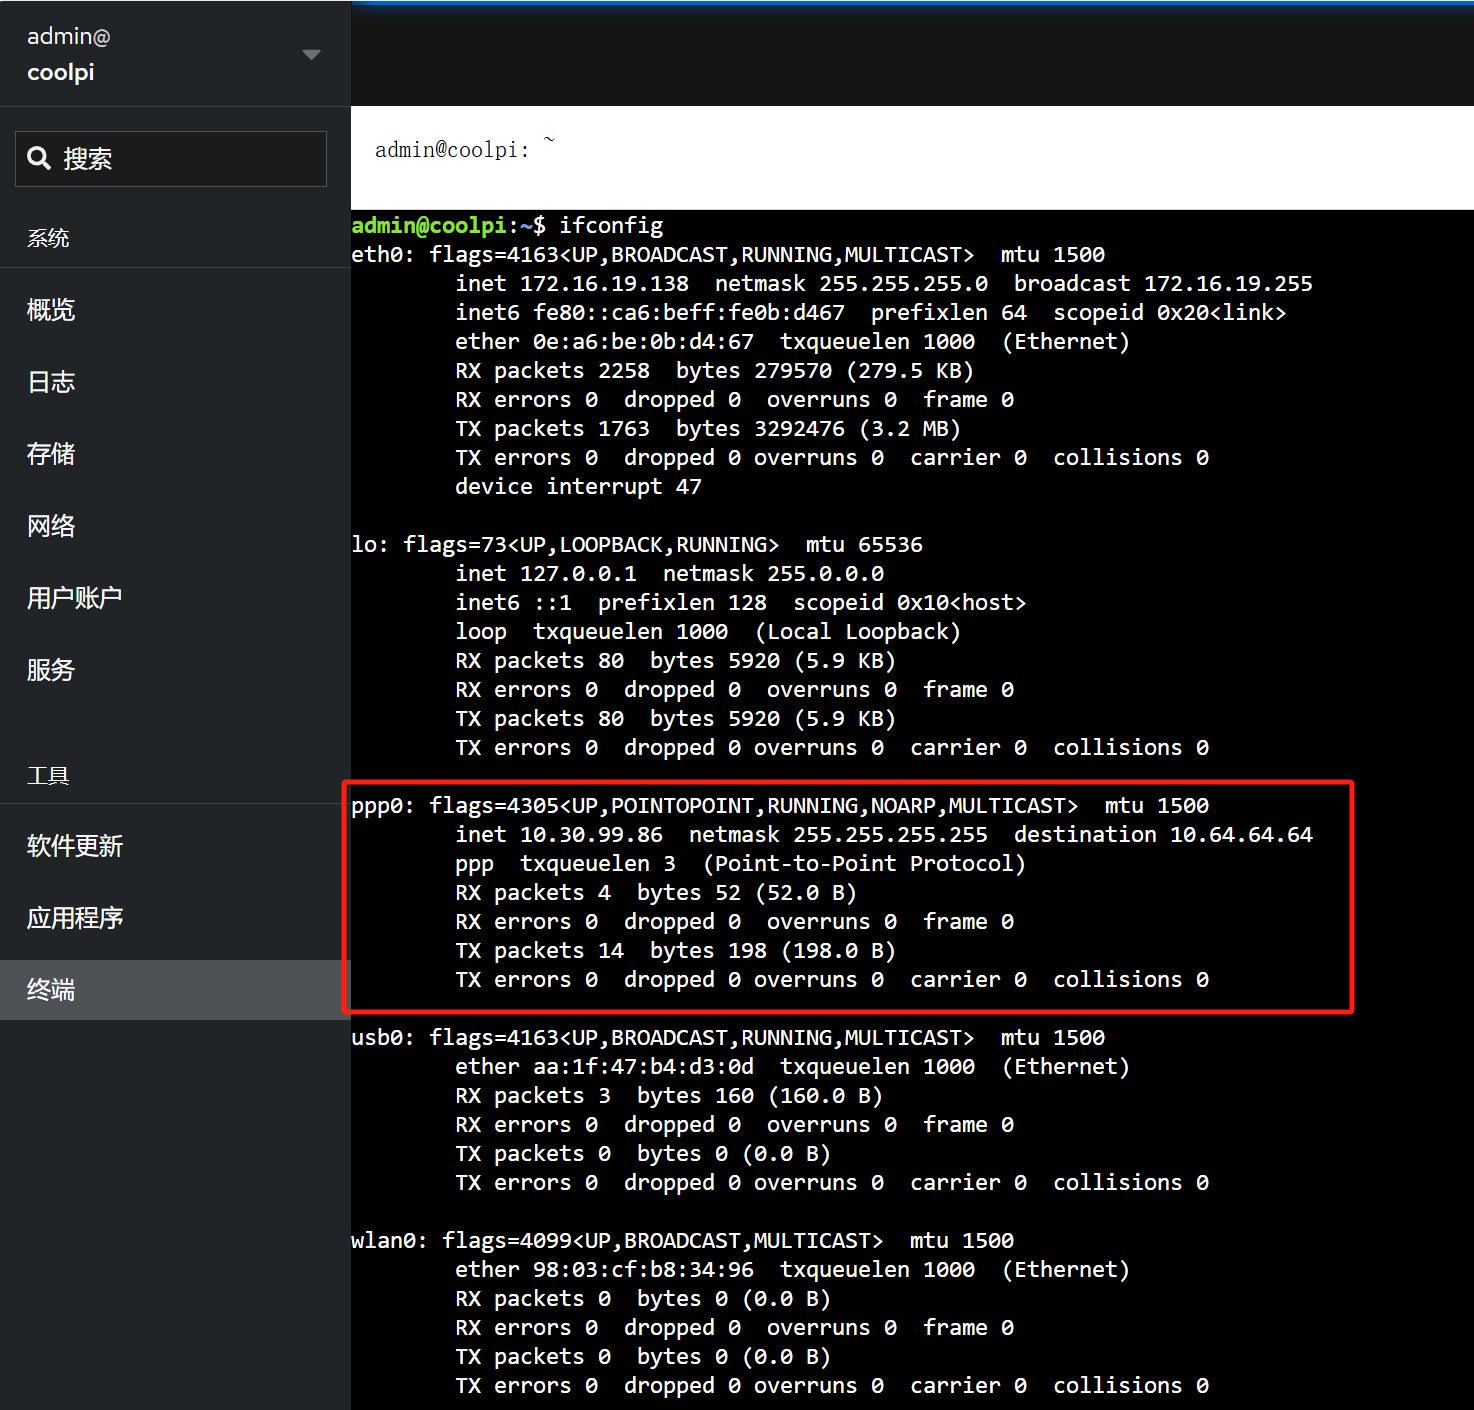 admin@
coolpi
搜索
系统
概览
日志
存储
网络
用户账户
服务
工具
软件更新
应用程序
终端
admin@coolpi: ~
admin@coolpi:~$ ifconfig
eth0: flags=4163<UP,BROADCAST,RUNNING,MULTICAST>  mtu 1500
        inet 172.16.19.138  netmask 255.255.255.0  broadcast 172.16.19.255
        inet6 fe80::ca6:beff:fe0b:d467  prefixlen 64  scopeid 0x20<link>
        ether 0e:a6:be:0b:d4:67  txqueuelen 1000  (Ethernet)
        RX packets 2258  bytes 279570 (279.5 KB)
        RX errors 0  dropped 0  overruns 0  frame 0
        TX packets 1763  bytes 3292476 (3.2 MB)
        TX errors 0  dropped 0 overruns 0  carrier 0  collisions 0
        device interrupt 47
lo: flags=73<UP,LOOPBACK,RUNNING>  mtu 65536
        inet 127.0.0.1  netmask 255.0.0.0
        inet6 ::1  prefixlen 128  scopeid 0x10<host>
        loop  txqueuelen 1000  (Local Loopback)
        RX packets 80  bytes 5920 (5.9 KB)
        RX errors 0  dropped 0  overruns 0  frame 0
        TX packets 80  bytes 5920 (5.9 KB)
        TX errors 0  dropped 0 overruns 0  carrier 0  collisions 0
ppp0: flags=4305<UP,POINTOPOINT,RUNNING,NOARP,MULTICAST>  mtu 1500
        inet 10.30.99.86  netmask 255.255.255.255  destination 10.64.64.64
        ppp  txqueuelen 3  (Point-to-Point Protocol)
        RX packets 4  bytes 52 (52.0 B)
        RX errors 0  dropped 0  overruns 0  frame 0
        TX packets 14  bytes 198 (198.0 B)
        TX errors 0  dropped 0 overruns 0  carrier 0  collisions 0
usb0: flags=4163<UP,BROADCAST,RUNNING,MULTICAST>  mtu 1500
        ether aa:1f:47:b4:d3:0d  txqueuelen 1000  (Ethernet)
        RX packets 3  bytes 160 (160.0 B)
        RX errors 0  dropped 0  overruns 0  frame 0
        TX packets 0  bytes 0 (0.0 B)
        TX errors 0  dropped 0 overruns 0  carrier 0  collisions 0
wlan0: flags=4099<UP,BROADCAST,MULTICAST>  mtu 1500
        ether 98:03:cf:b8:34:96  txqueuelen 1000  (Ethernet)
        RX packets 0  bytes 0 (0.0 B)
        RX errors 0  dropped 0  overruns 0  frame 0
        TX packets 0  bytes 0 (0.0 B)
        TX errors 0  dropped 0 overruns 0  carrier 0  collisions 0